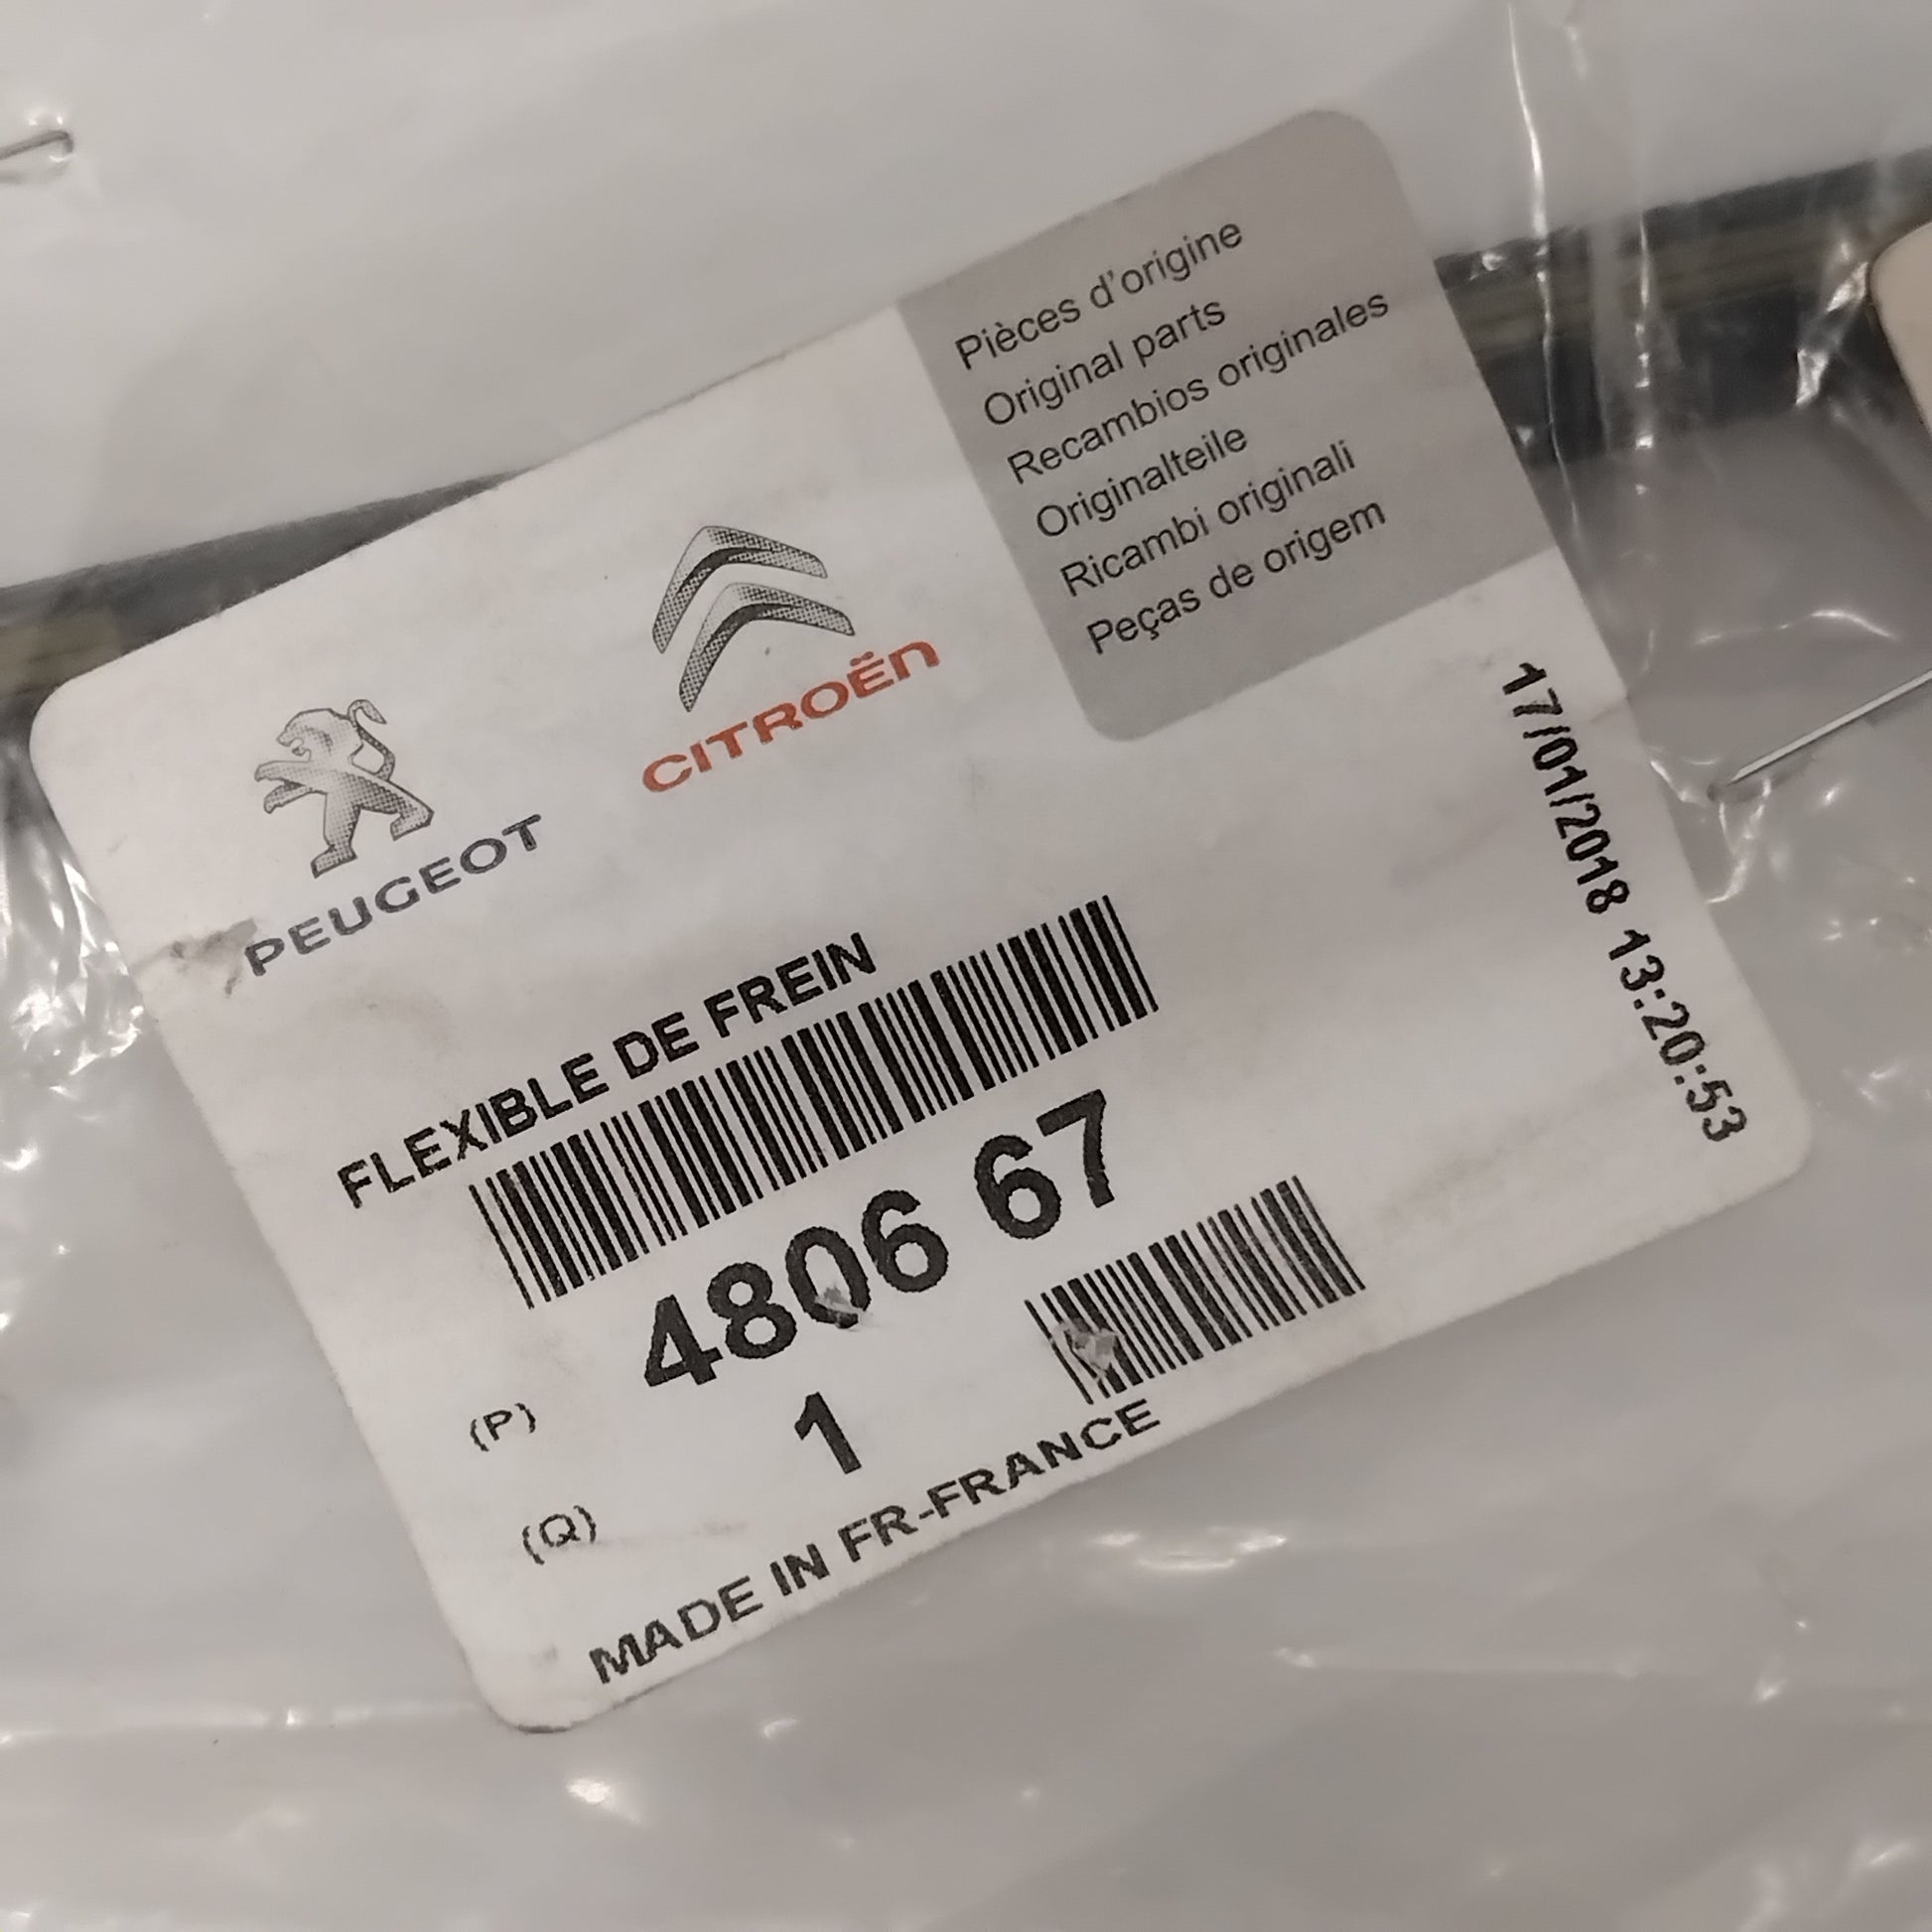 Pièces d'origine
Original parts
Recambios originales
Originalteile
Ricambi originali
Peças de origem
PEUGEOT
CITROËN
17/01/2018 13:20:53
FLEXIBLE DE FREIN
(P) 4806 67
(Q) 1
MADE IN FR-FRANCE